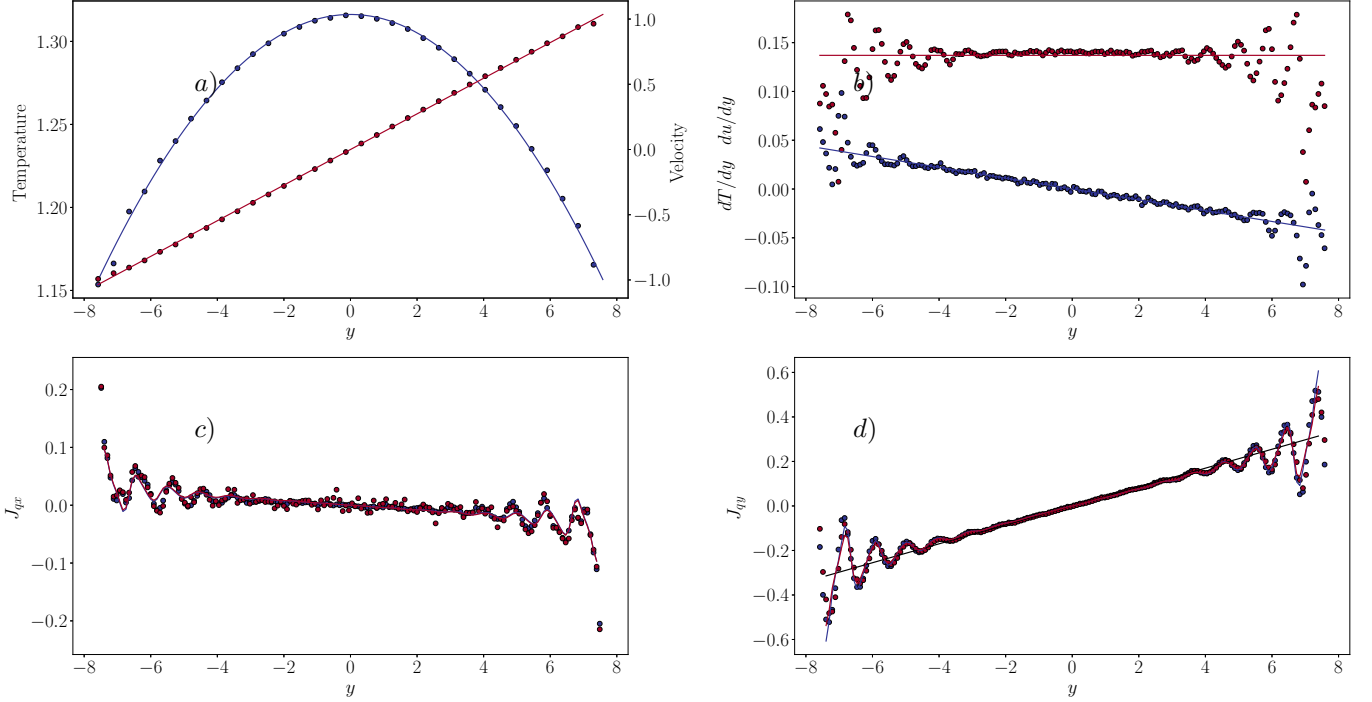 a)
Temperature
1.30
1.25
1.20
1.15
1.0
0.5
0.0
−0.5
−1.0
Velocity
−8 −6 −4 −2 0 2 4 6 8
y
b)
dT/dy du/dy
0.15
0.10
0.05
0.00
−0.05
−0.10
−8 −6 −4 −2 0 2 4 6 8
y
c)
J_{qx}
0.2
0.1
0.0
−0.1
−0.2
−8 −6 −4 −2 0 2 4 6 8
y
d)
J_{qy}
0.6
0.4
0.2
0.0
−0.2
−0.4
−0.6
−8 −6 −4 −2 0 2 4 6 8
y